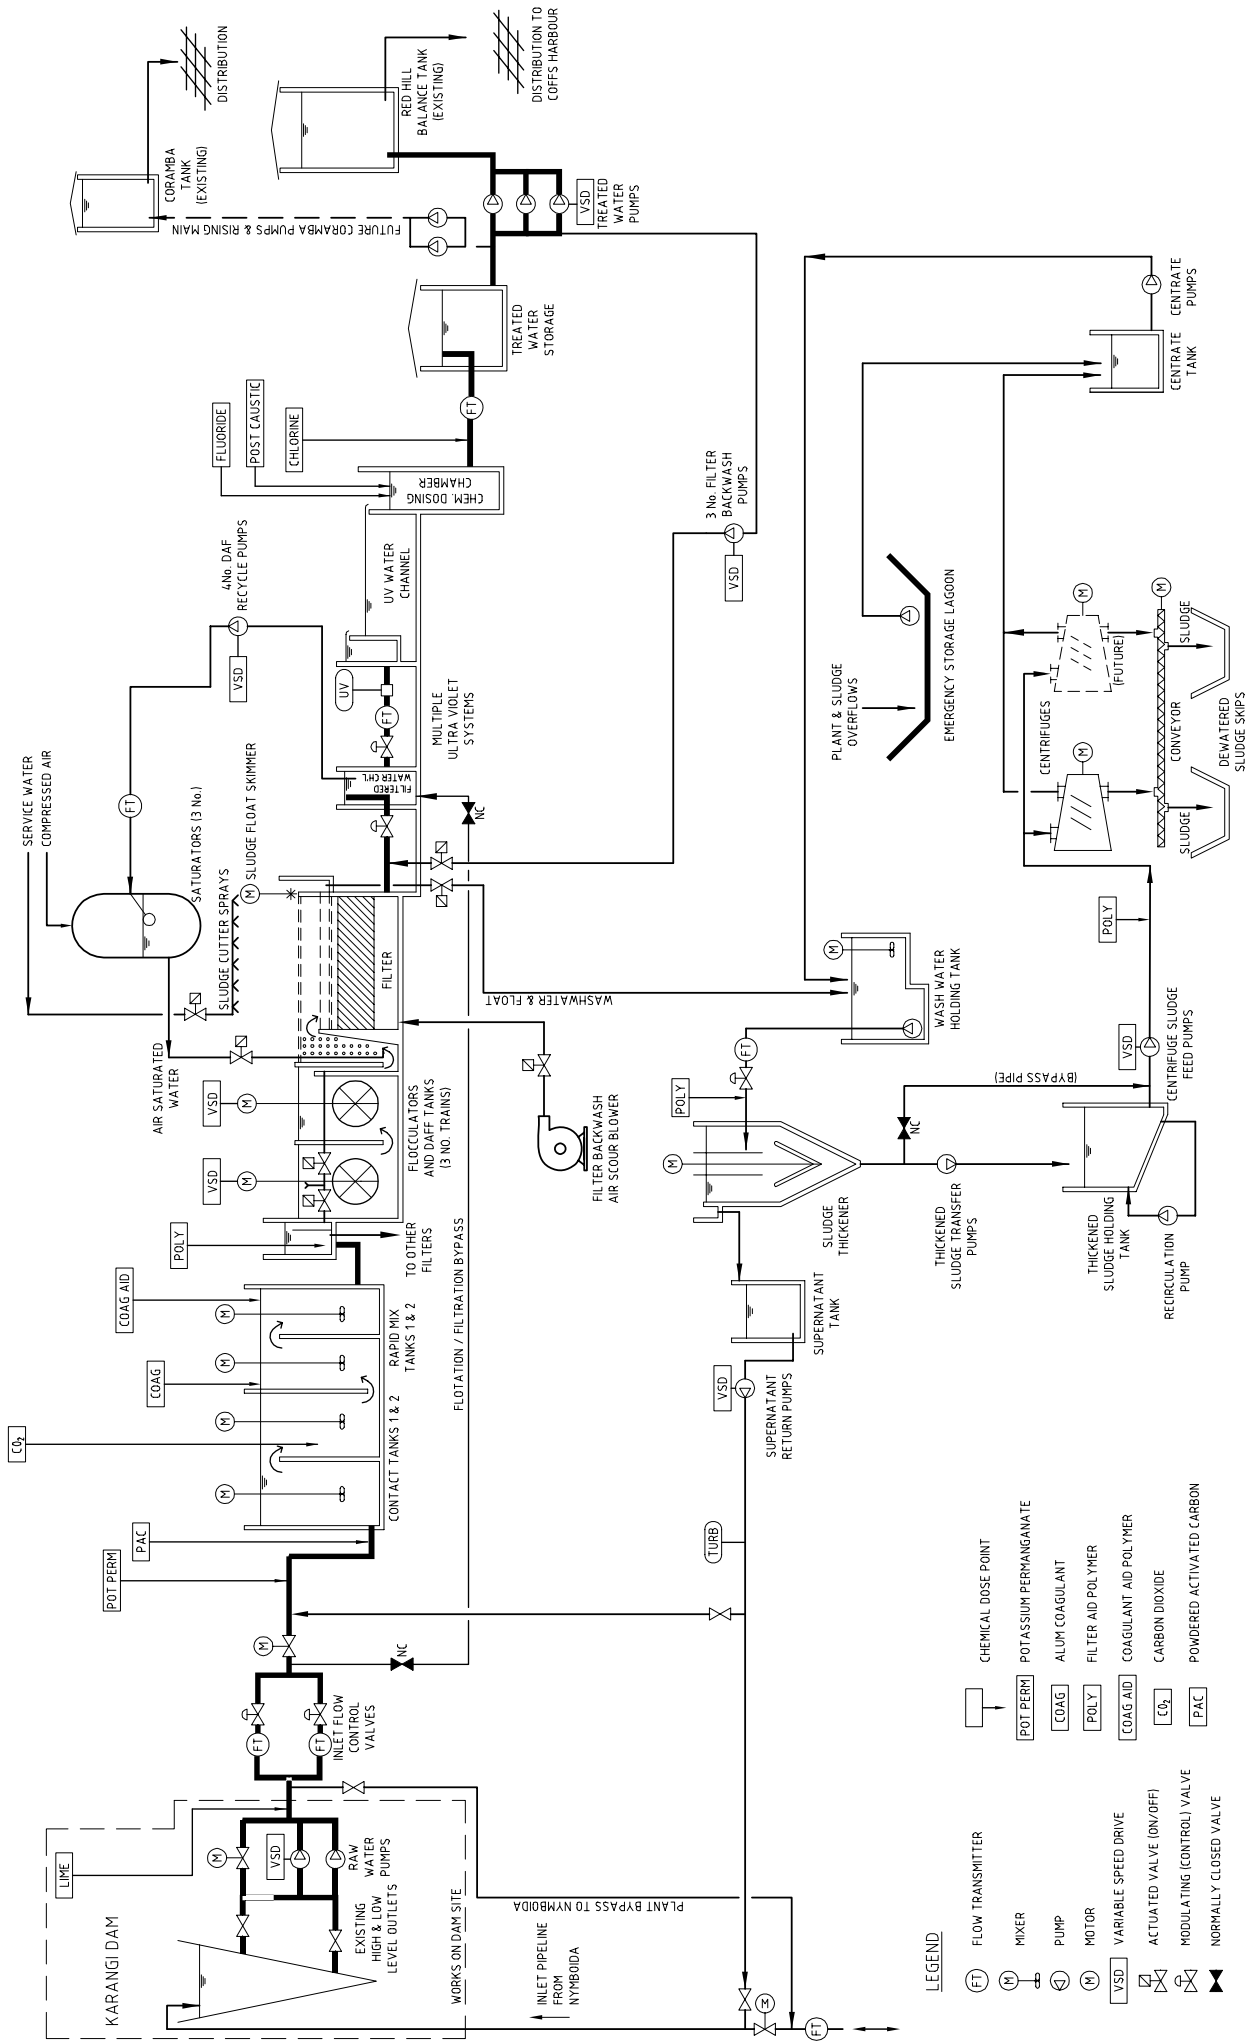 KARANGI DAM
LIME
VSD
M
EXISTING
HIGH & LOW
LEVEL OUTLETS
RAW
WATER
PUMPS
WORKS ON DAM SITE
INLET PIPELINE
FROM
NYMBOIDA
PLANT BYPASS TO NYMBOIDA
M
FT
FT
FT
INLET FLOW
CONTROL
VALVES
M
NC
POT PERM
PAC
CO₂
COAG
COAG AID
M
M
M
M
CONTACT TANKS 1 & 2
RAPID MIX
TANKS 1 & 2
FLOTATION / FILTRATION BYPASS
POLY
TO OTHER
FILTERS
VSD
M
VSD
M
FLOCCULATORS
AND DAFF TANKS
(3 NO. TRAINS)
AIR SATURATED
WATER
SERVICE WATER
COMPRESSED AIR
SATURATORS (3 No.)
SLUDGE CUTTER SPRAYS
M
SLUDGE FLOAT SKIMMER
FILTER
FT
VSD
4No. DAF
RECYCLE PUMPS
FILTERED
WATER CH'L
NC
FT
UV
MULTIPLE
ULTRA VIOLET
SYSTEMS
UV WATER
CHANNEL
CHEM. DOSING
CHAMBER
FLUORIDE
POST CAUSTIC
CHLORINE
FT
TREATED
WATER
STORAGE
FUTURE CORAMBA PUMPS & RISING MAIN
CORAMBA
TANK
(EXISTING)
DISTRIBUTION
RED HILL
BALANCE TANK
(EXISTING)
DISTRIBUTION TO
COFFS HARBOUR
VSD
TREATED
WATER
PUMPS
3 No. FILTER
BACKWASH
PUMPS
VSD
FILTER BACKWASH
AIR SCOUR BLOWER
WASHWATER & FLOAT
M
WASH WATER
HOLDING TANK
FT
POLY
M
SLUDGE
THICKENER
SUPERNATANT
TANK
VSD
SUPERNATANT
RETURN PUMPS
TURB
NC
(BYPASS PIPE)
THICKENED
SLUDGE TRANSFER
PUMPS
THICKENED
SLUDGE HOLDING
TANK
RECIRCULATION
PUMP
VSD
CENTRIFUGE SLUDGE
FEED PUMPS
POLY
PLANT & SLUDGE
OVERFLOWS
EMERGENCY STORAGE LAGOON
CENTRIFUGES
M
M
(FUTURE)
M
CONVEYOR
SLUDGE
SLUDGE
DEWATERED
SLUDGE SKIPS
CENTRATE
TANK
CENTRATE
PUMPS
LEGEND
FT FLOW TRANSMITTER
M MIXER
PUMP
M MOTOR
VSD VARIABLE SPEED DRIVE
ACTUATED VALVE (ON/OFF)
MODULATING (CONTROL) VALVE
NORMALLY CLOSED VALVE
CHEMICAL DOSE POINT
POT PERM POTASSIUM PERMANGANATE
COAG ALUM COAGULANT
POLY FILTER AID POLYMER
COAG AID COAGULANT AID POLYMER
CO₂ CARBON DIOXIDE
PAC POWDERED ACTIVATED CARBON